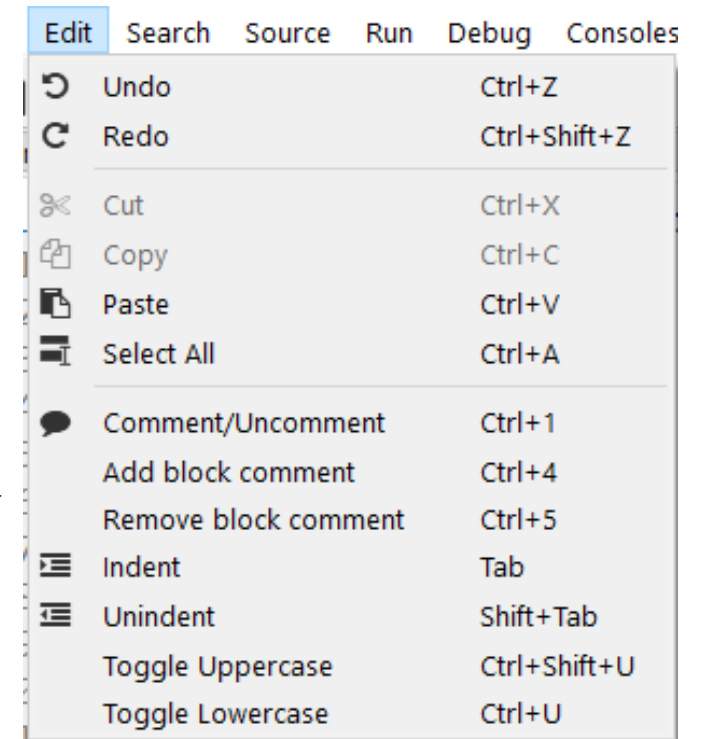 Edit Search Source Run Debug Consoles
Undo Ctrl+Z
Redo Ctrl+Shift+Z
Cut Ctrl+X
Copy Ctrl+C
Paste Ctrl+V
Select All Ctrl+A
Comment/Uncomment Ctrl+1
Add block comment Ctrl+4
Remove block comment Ctrl+5
Indent Tab
Unindent Shift+Tab
Toggle Uppercase Ctrl+Shift+U
Toggle Lowercase Ctrl+U